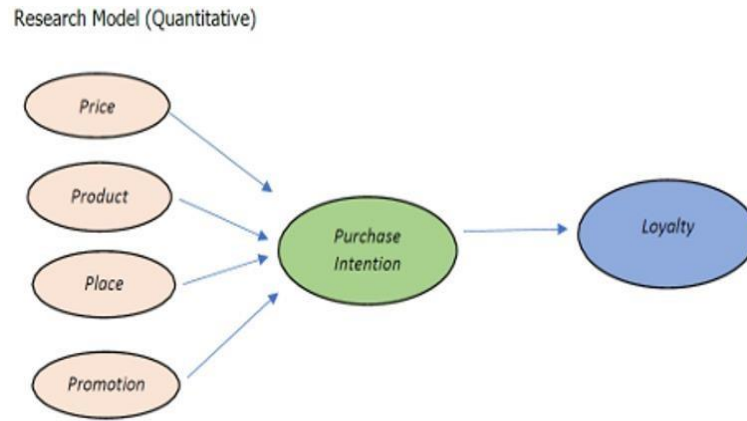 Research Model (Quantitative)
Price
Product
Place
Promotion
Purchase
Intention
Loyalty